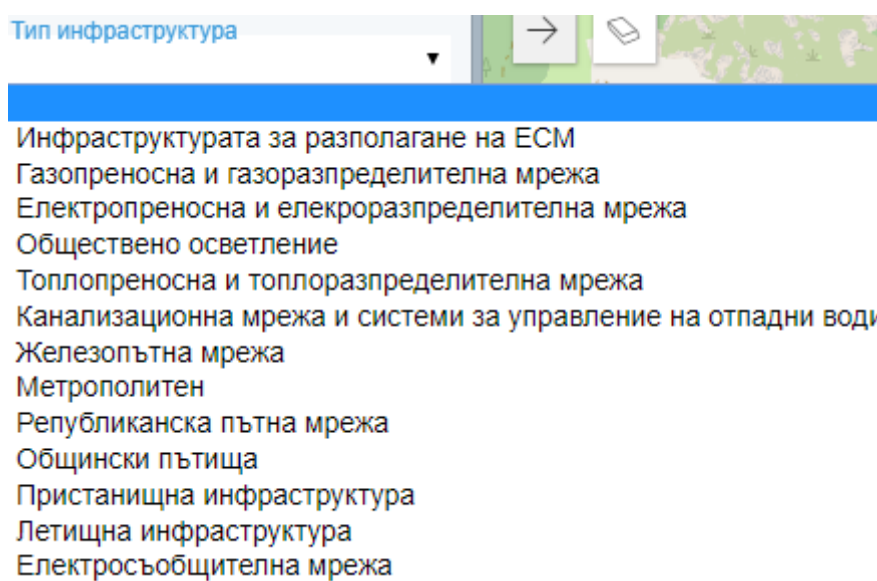 Тип инфраструктура
Инфраструктурата за разполагане на ЕСМ
Газопреносна и газоразпределителна мрежа
Електропреносна и елекроразпределителна мрежа
Обществено осветление
Топлопреносна и топлоразпределителна мрежа
Канализационна мрежа и системи за управление на отпадни води
Железопътна мрежа
Метрополитен
Републиканска пътна мрежа
Общински пътища
Пристанищна инфраструктура
Летищна инфраструктура
Електросъобщителна мрежа